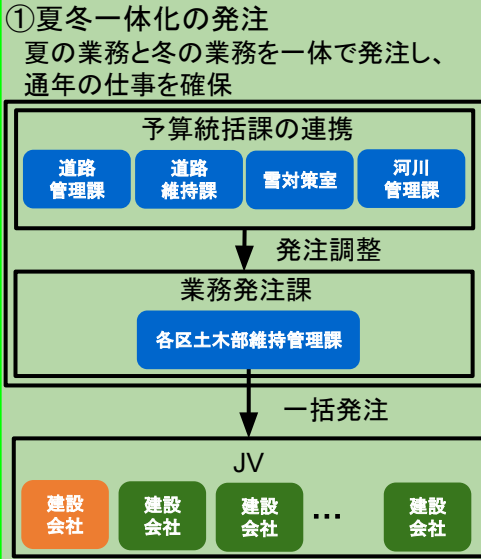 ①夏冬一体化の発注
夏の業務と冬の業務を一体で発注し、
通年の仕事を確保
予算統括課の連携
道路
管理課
道路
維持課
雪対策室
河川
管理課
発注調整
業務発注課
各区土木部維持管理課
一括発注
JV
建設
会社
建設
会社
建設
会社
…
建設
会社